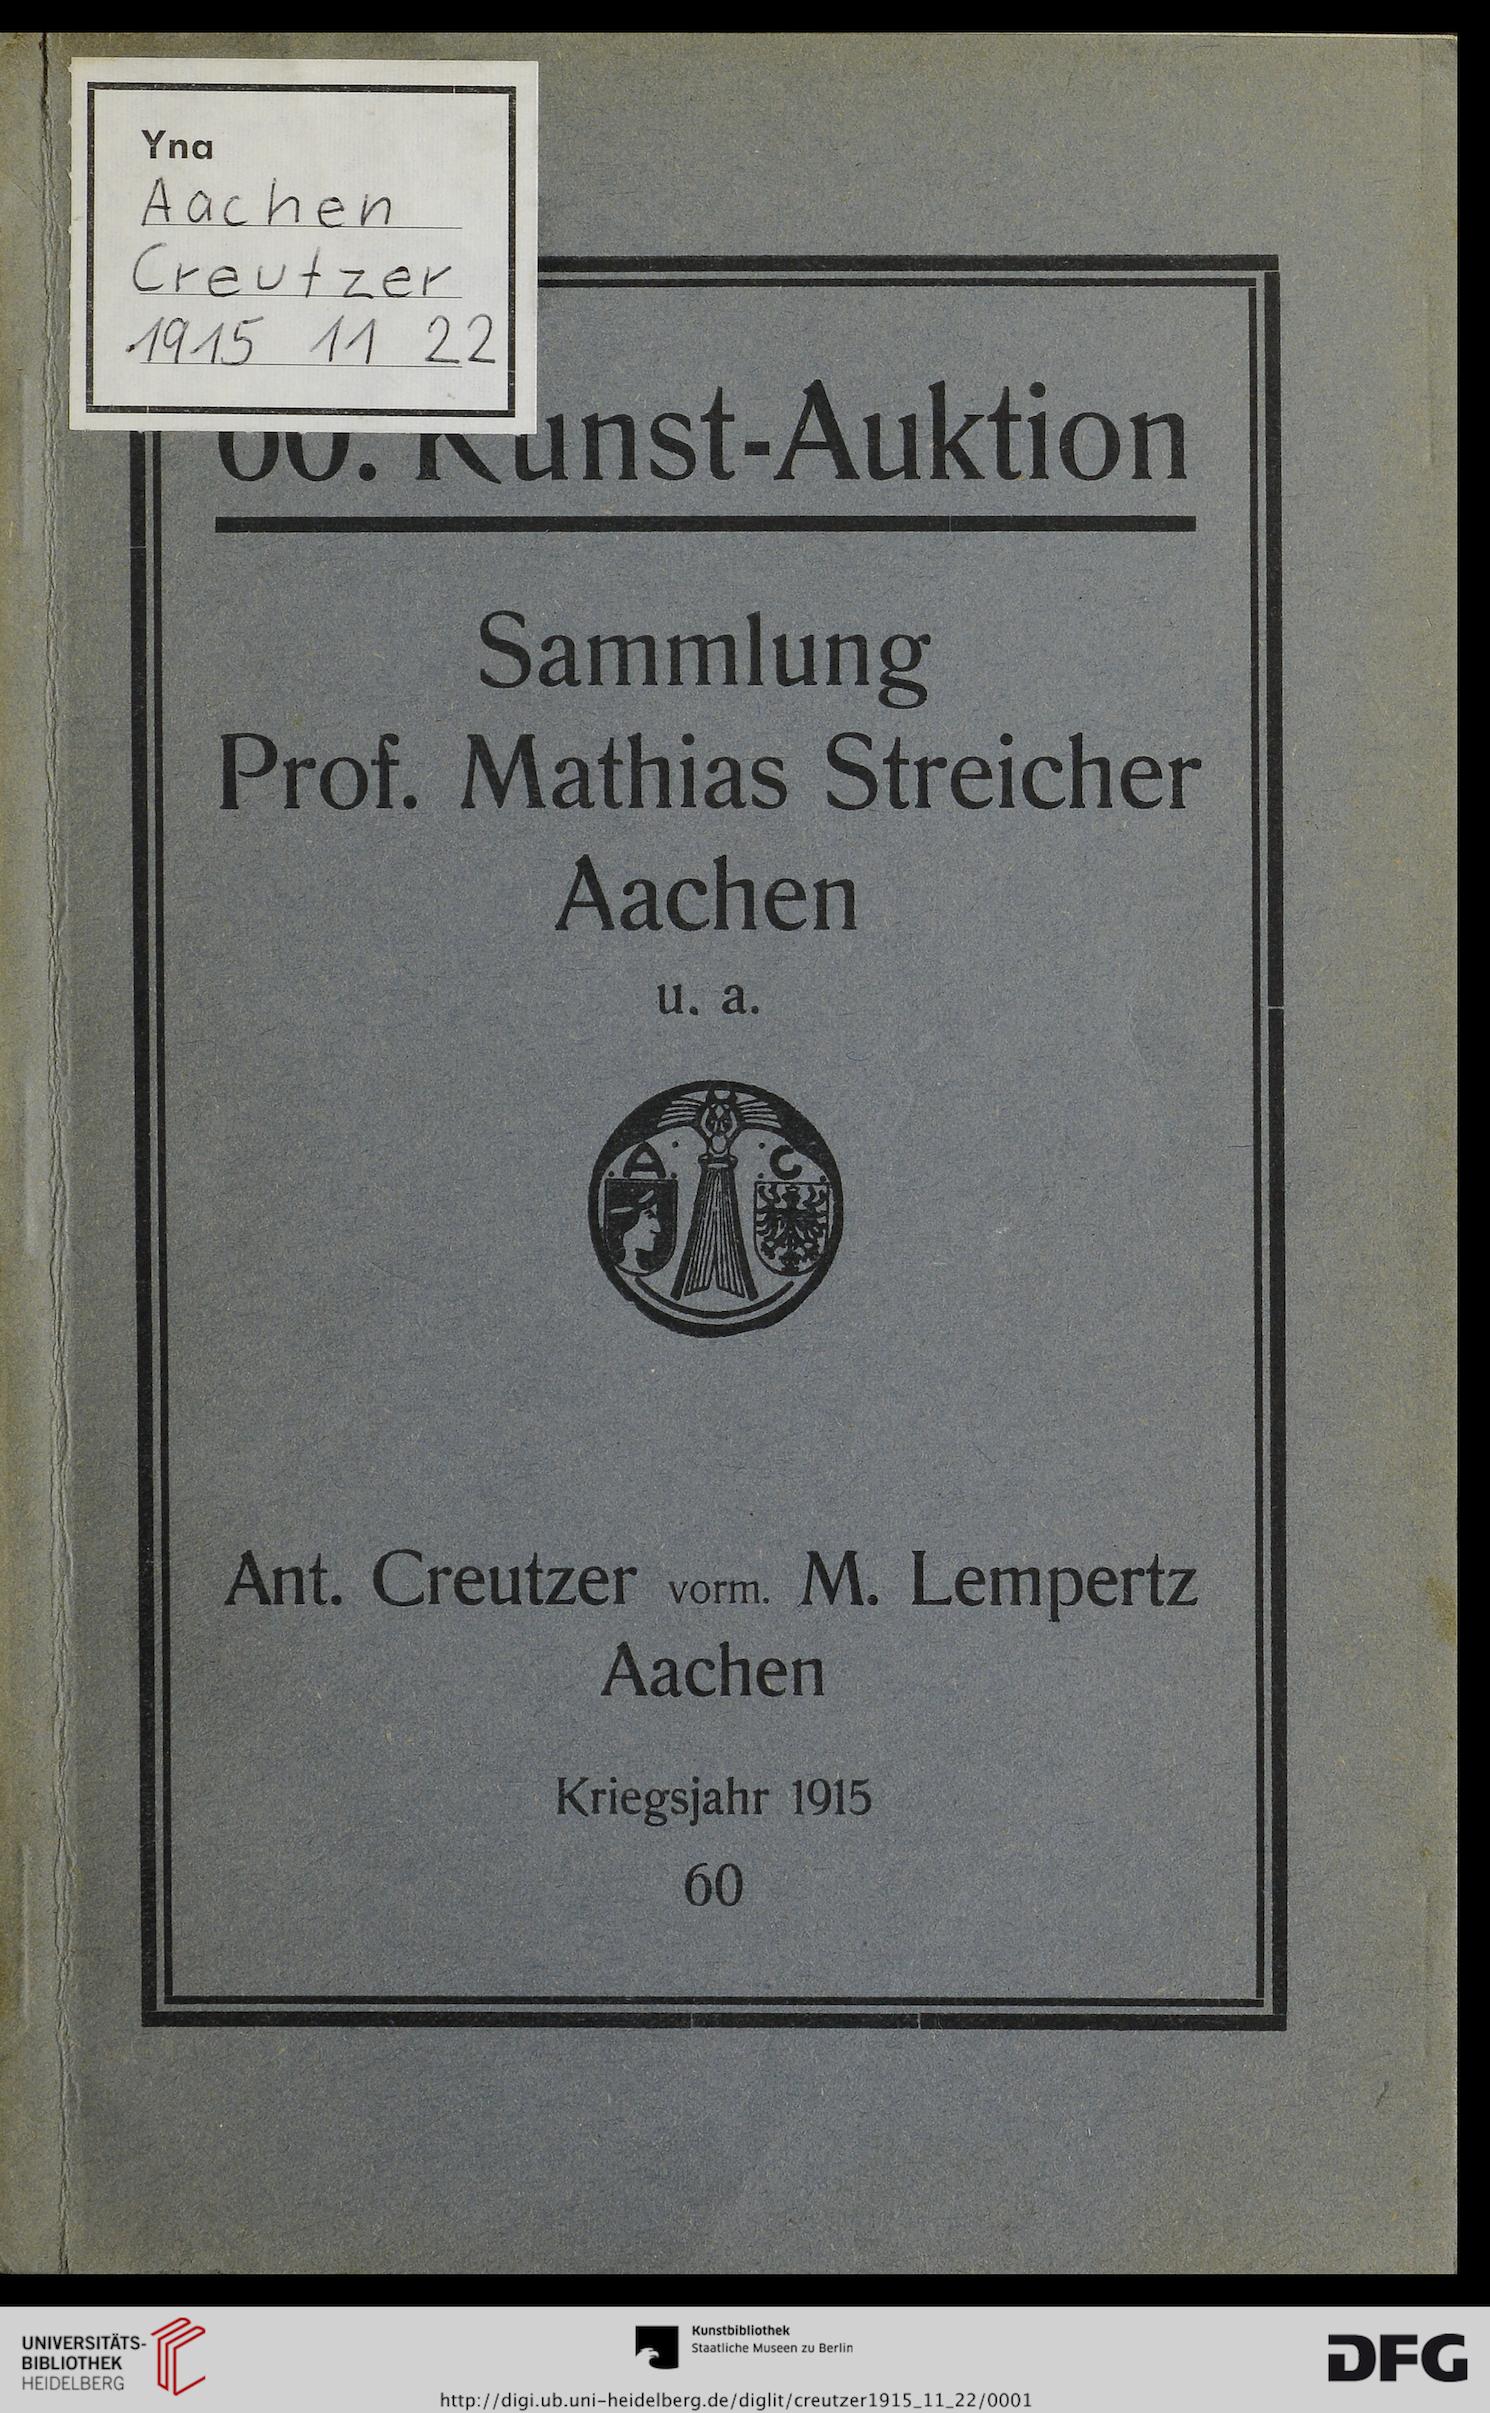 Yna
Aachen
Creutzer
1915 11 22
60. Kunst-Auktion
Sammlung
Prof. Mathias Streicher
Aachen
u. a.
A C
Ant. Creutzer vorm. M. Lempertz
Aachen
Kriegsjahr 1915
60
UNIVERSITÄTS-
BIBLIOTHEK
HEIDELBERG
Kunstbibliothek
Staatliche Museen zu Berlin
DFG
http://digi.ub.uni-heidelberg.de/diglit/creutzer1915_11_22/0001